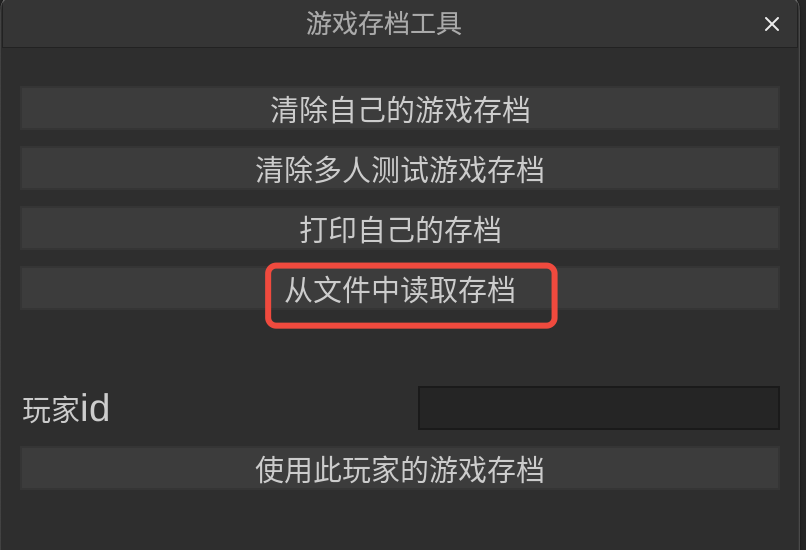 游戏存档工具
清除自己的游戏存档
清除多人测试游戏存档
打印自己的存档
从文件中读取存档
玩家id
使用此玩家的游戏存档